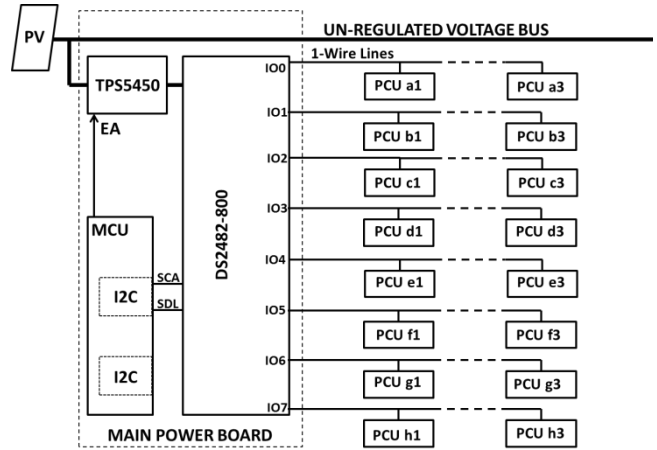 PV
UN-REGULATED VOLTAGE BUS
1-Wire Lines
TPS5450
EA
MCU
I2C
I2C
SCA
SDL
DS2482-800
IO0
PCU a1
PCU a3
IO1
PCU b1
PCU b3
IO2
PCU c1
PCU c3
IO3
PCU d1
PCU d3
IO4
PCU e1
PCU e3
IO5
PCU f1
PCU f3
IO6
PCU g1
PCU g3
IO7
PCU h1
PCU h3
MAIN POWER BOARD